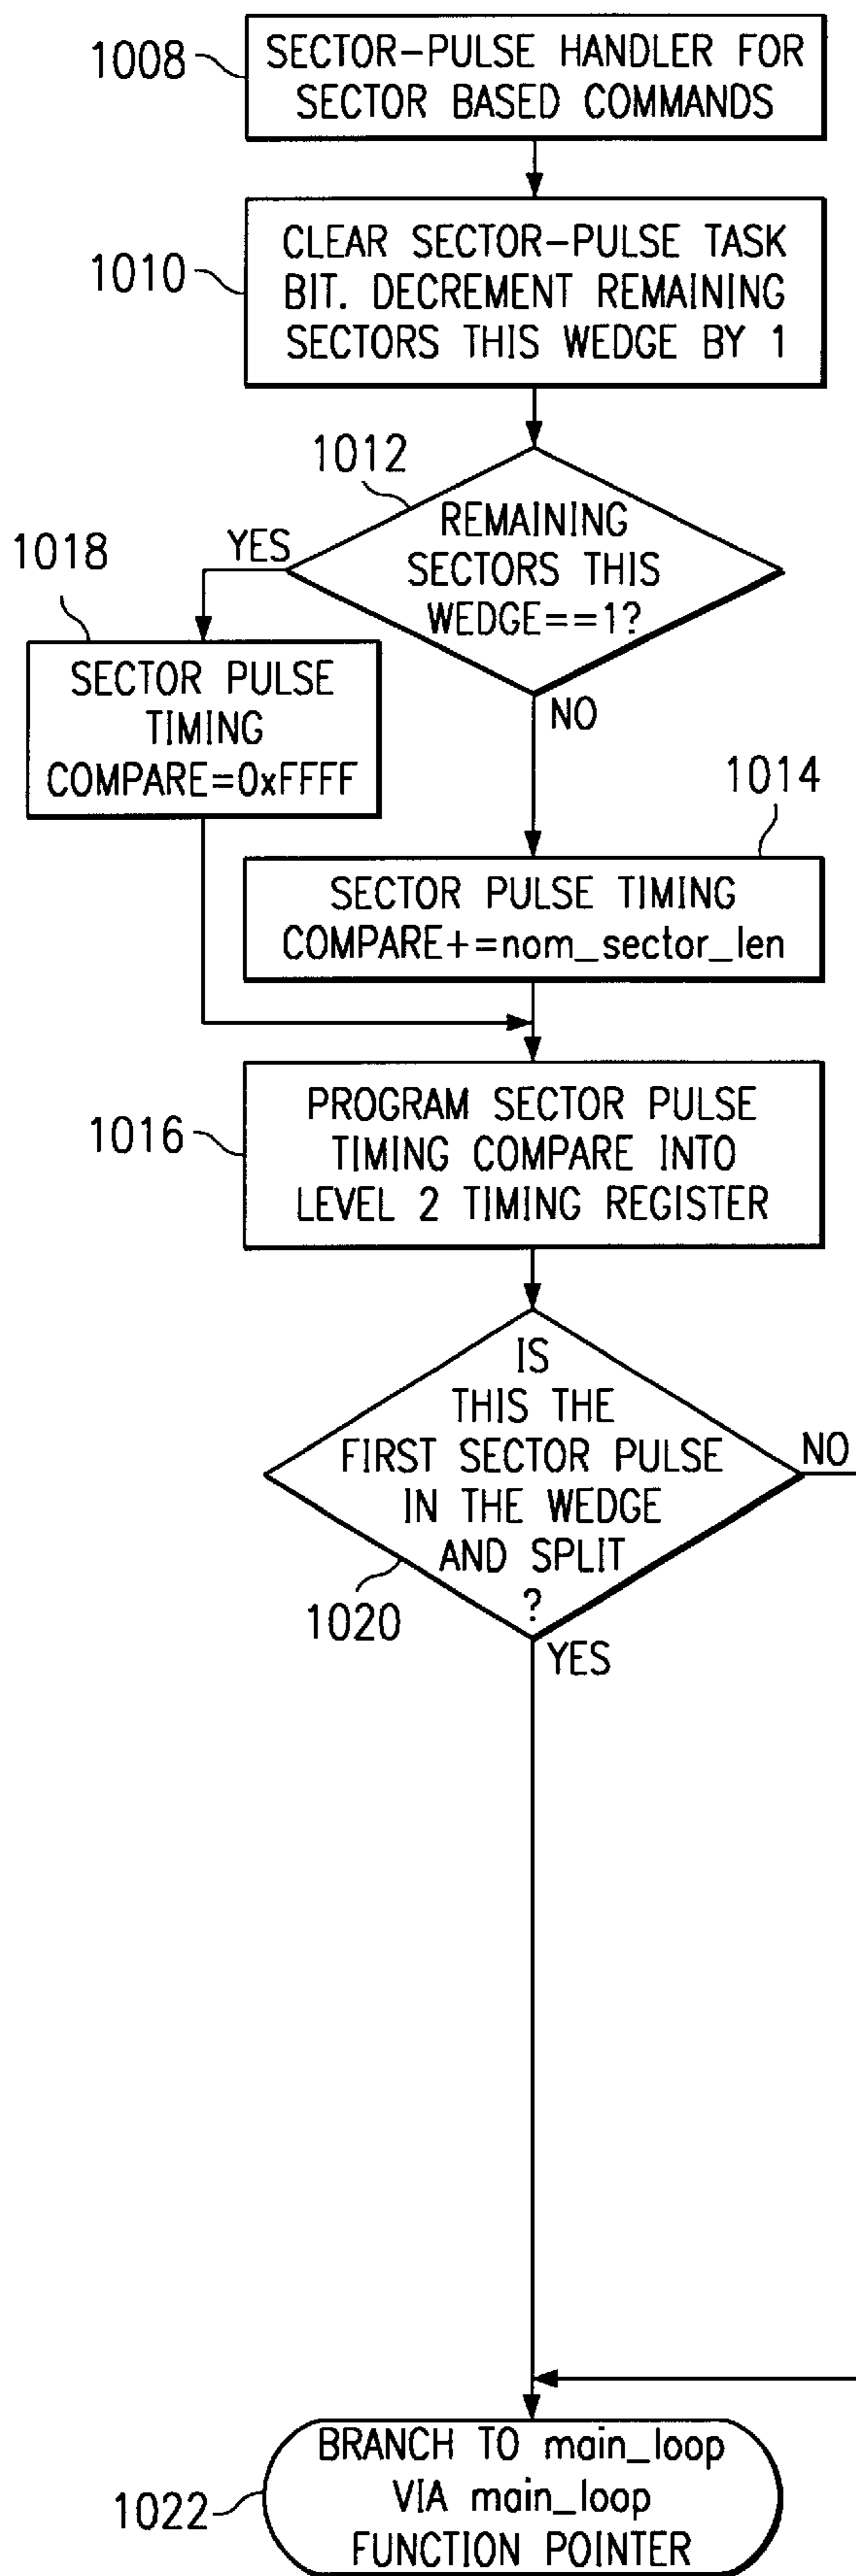 1008
SECTOR-PULSE HANDLER FOR
SECTOR BASED COMMANDS
1010
CLEAR SECTOR-PULSE TASK
BIT. DECREMENT REMAINING
SECTORS THIS WEDGE BY 1
1012
REMAINING
SECTORS THIS
WEDGE==1?
YES
NO
1018
SECTOR PULSE
TIMING
COMPARE=0xFFFF
1014
SECTOR PULSE TIMING
COMPARE+=nom_sector_len
1016
PROGRAM SECTOR PULSE
TIMING COMPARE INTO
LEVEL 2 TIMING REGISTER
IS
THIS THE
FIRST SECTOR PULSE
IN THE WEDGE
AND SPLIT
?
NO
1020
YES
BRANCH TO main_loop
VIA main_loop
FUNCTION POINTER
1022